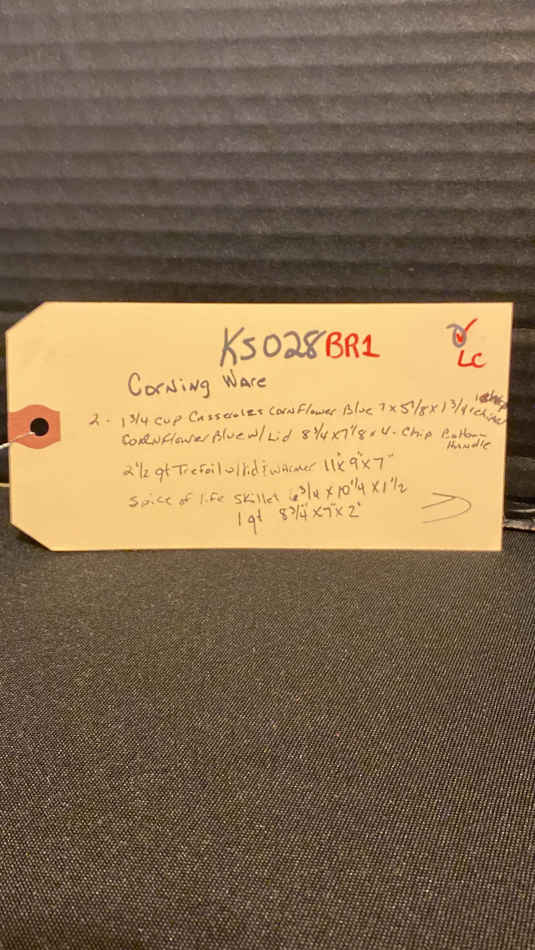 KS028 BR1
LC
Corning Ware
2 - 1 3/4 cup Casseroles Cornflower Blue 7 x 5 1/8 x 1 3/4
Cornflower Blue w/ Lid 8 3/4 x 7 1/8 x 4 - Chip Bottom Handle
2 1/2 qt Trefoil w/lid & warmer 11" x 9" x 7"
Spice of life Skillet 6 3/4 x 10 1/4 x 1 1/2
1 qt 8 3/4" x 7" x 2"